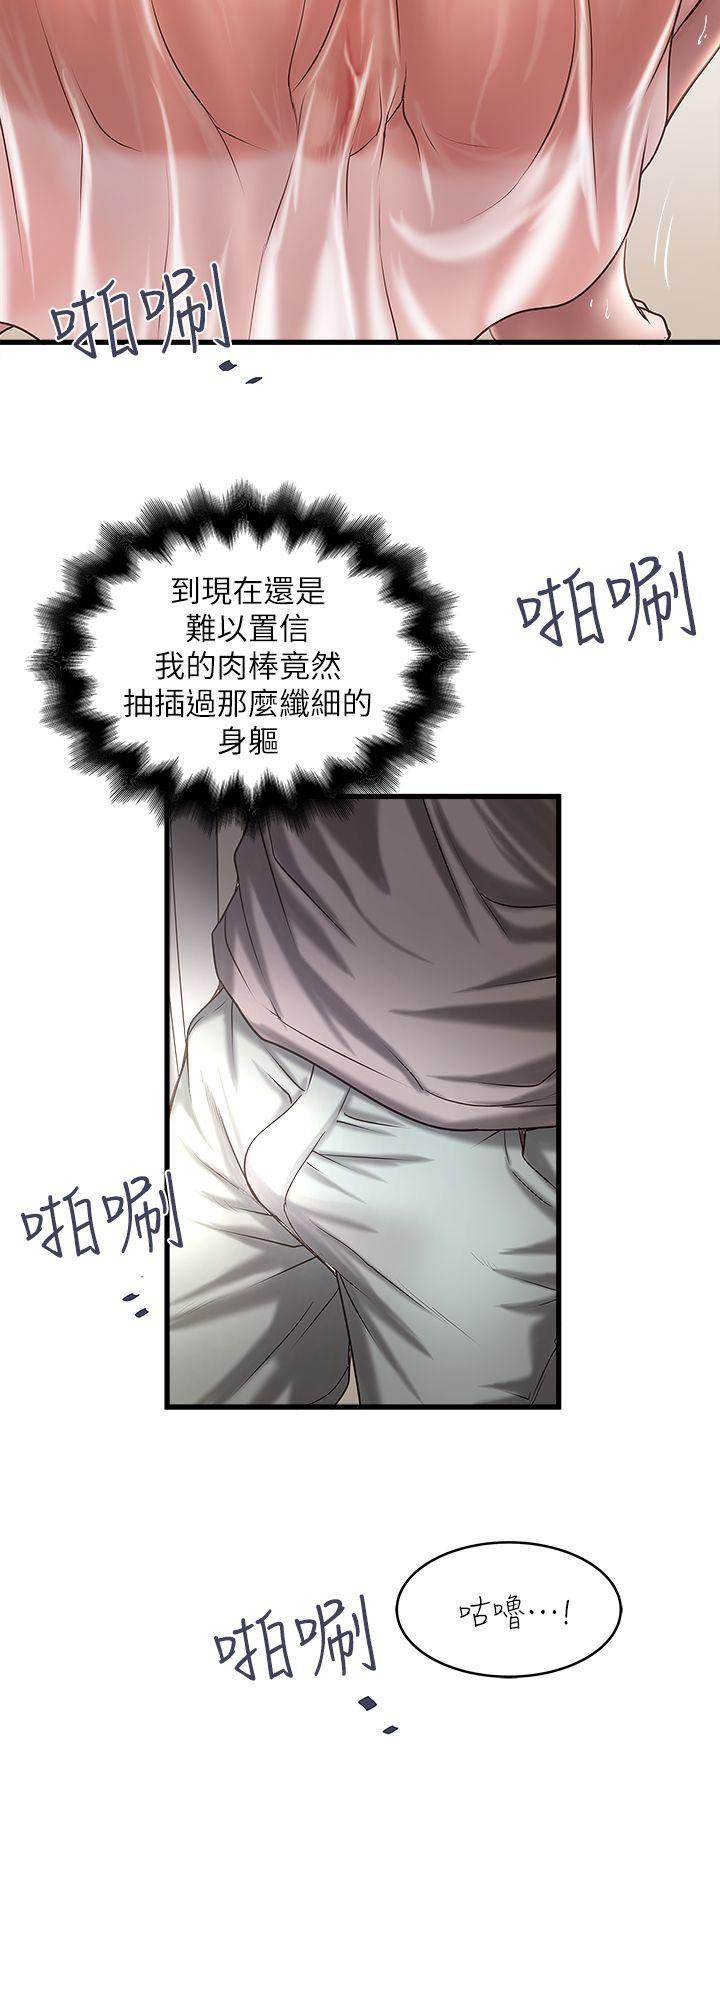 啪唰
到現在還是
難以置信
我的肉棒竟然
抽插過那麼纖細的
身軀
啪唰
啪唰
咕嚕…!
啪唰